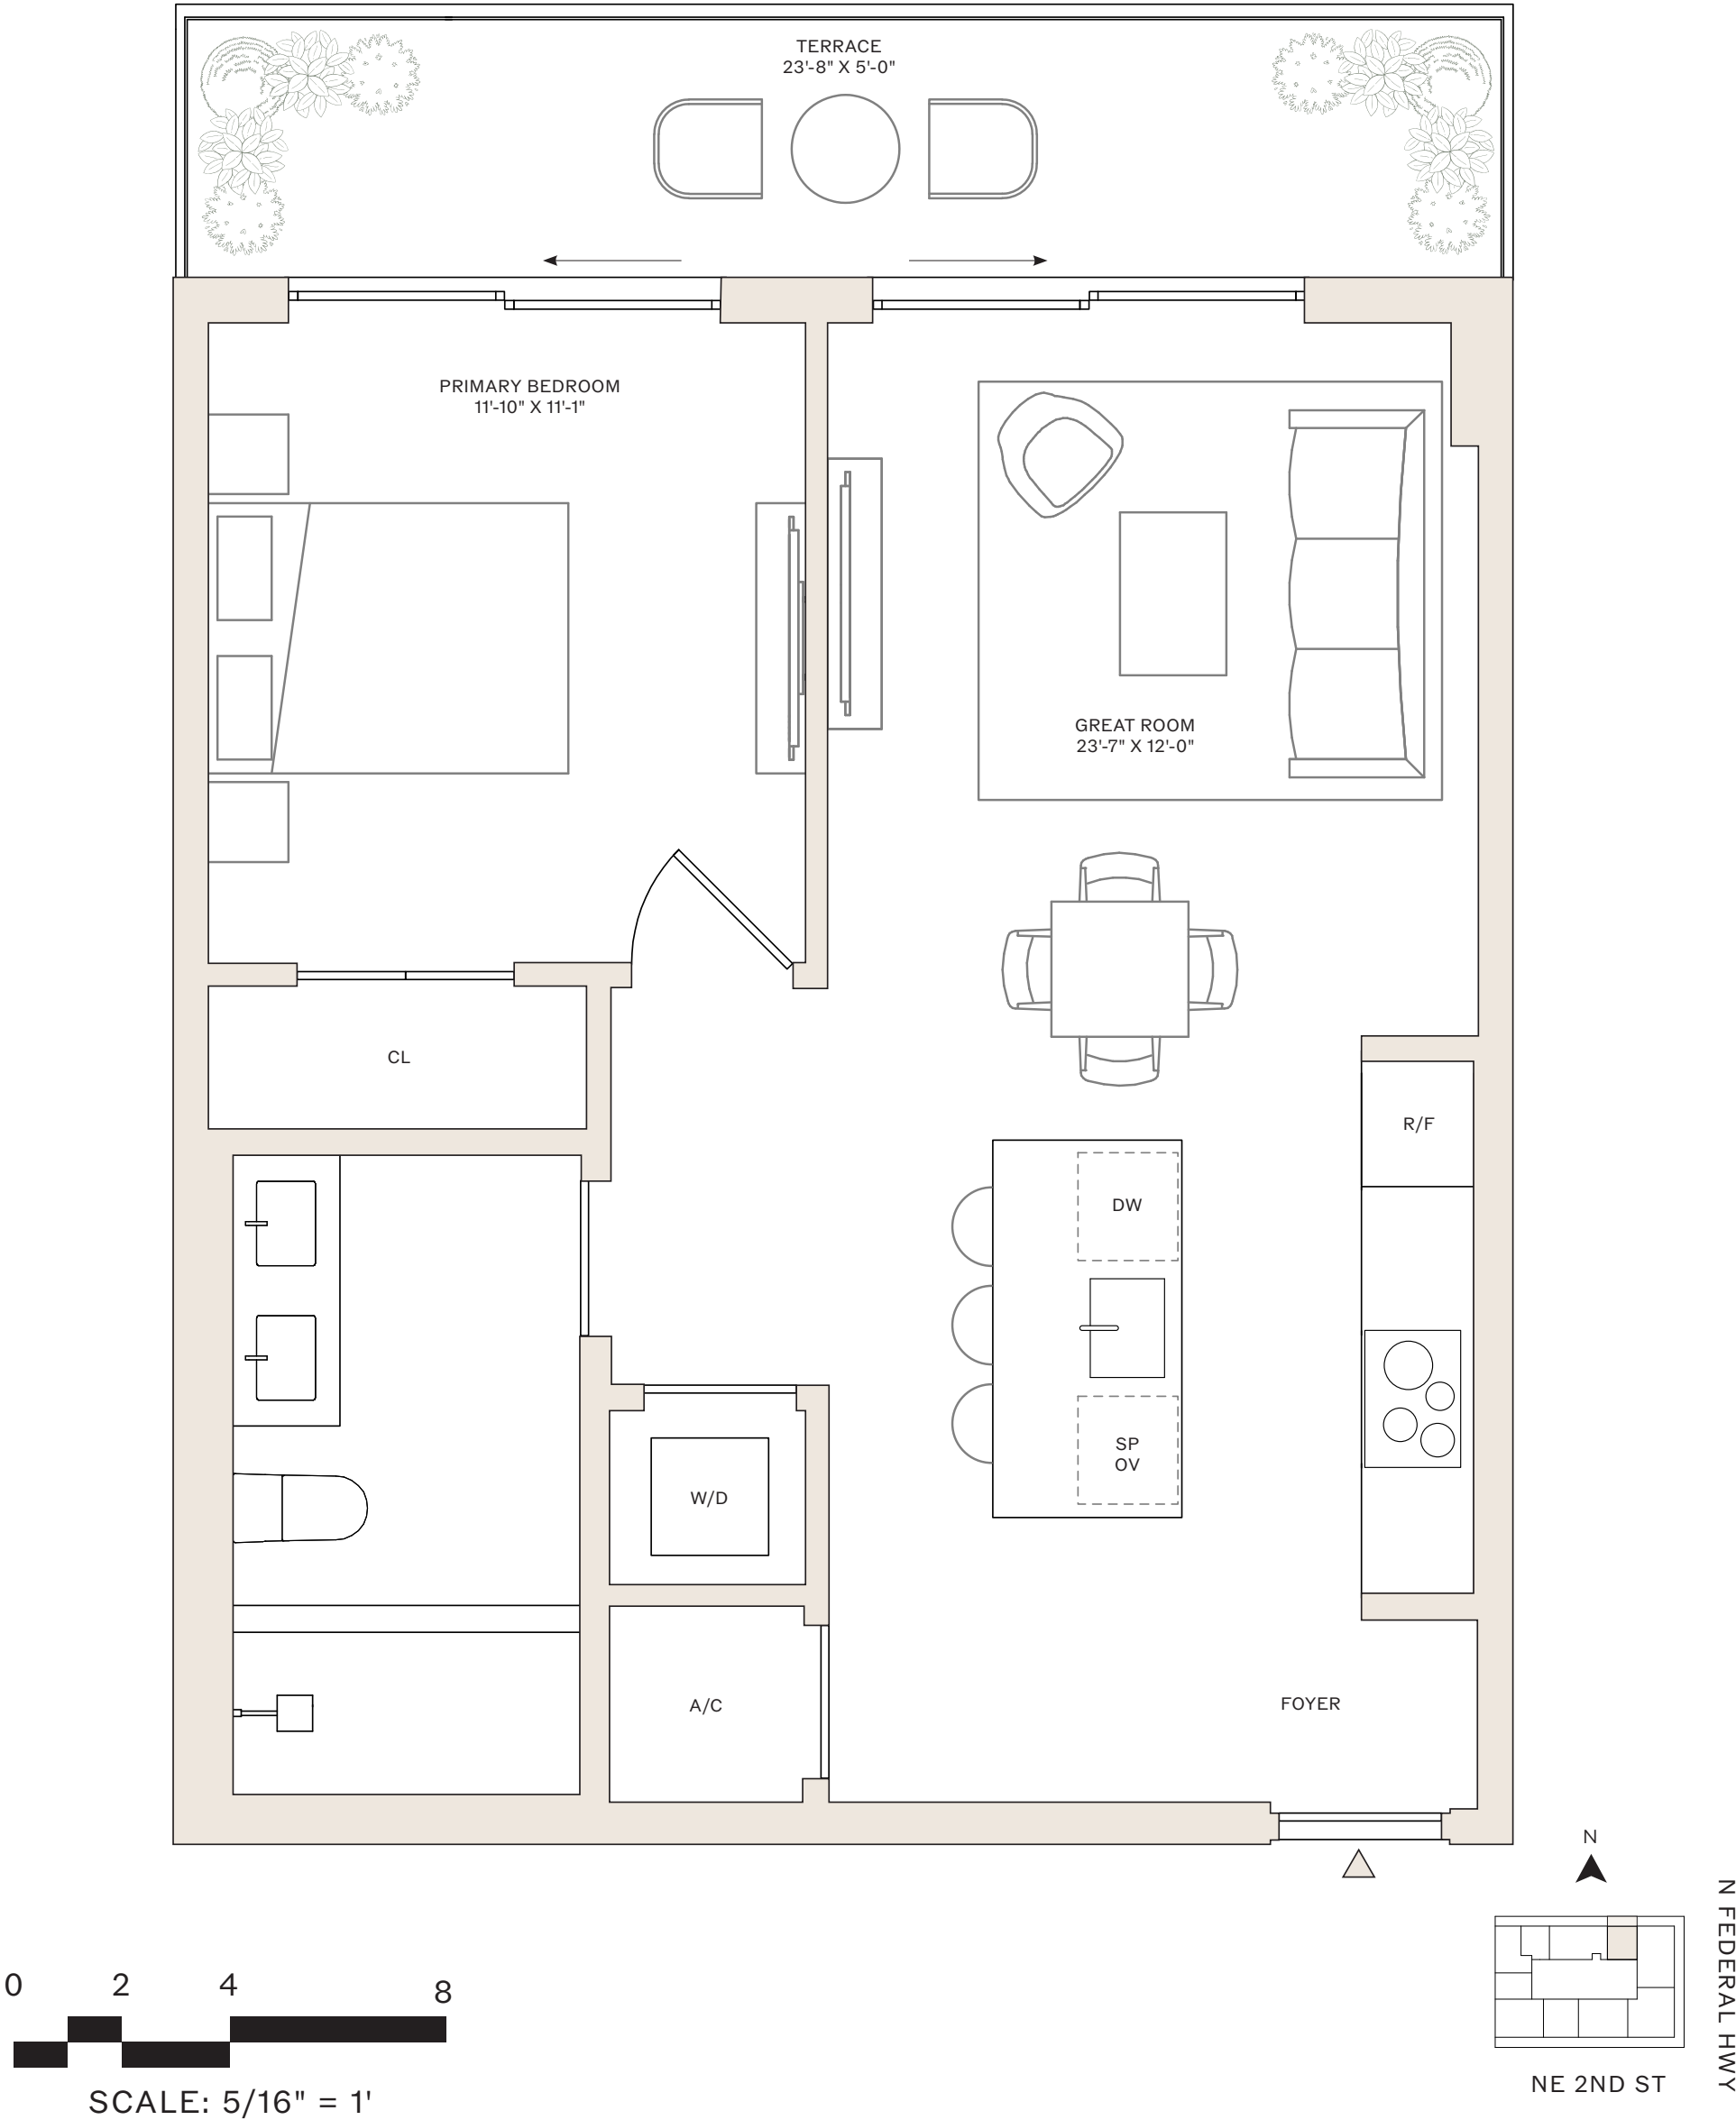 TERRACE
23'-8" X 5'-0"
PRIMARY BEDROOM
11'-10" X 11'-1"
GREAT ROOM
23'-7" X 12'-0"
CL
R/F
DW
SP
OV
W/D
A/C
FOYER
N
N FEDERAL HWY
NE 2ND ST
0 2 4 8
SCALE: 5/16" = 1'